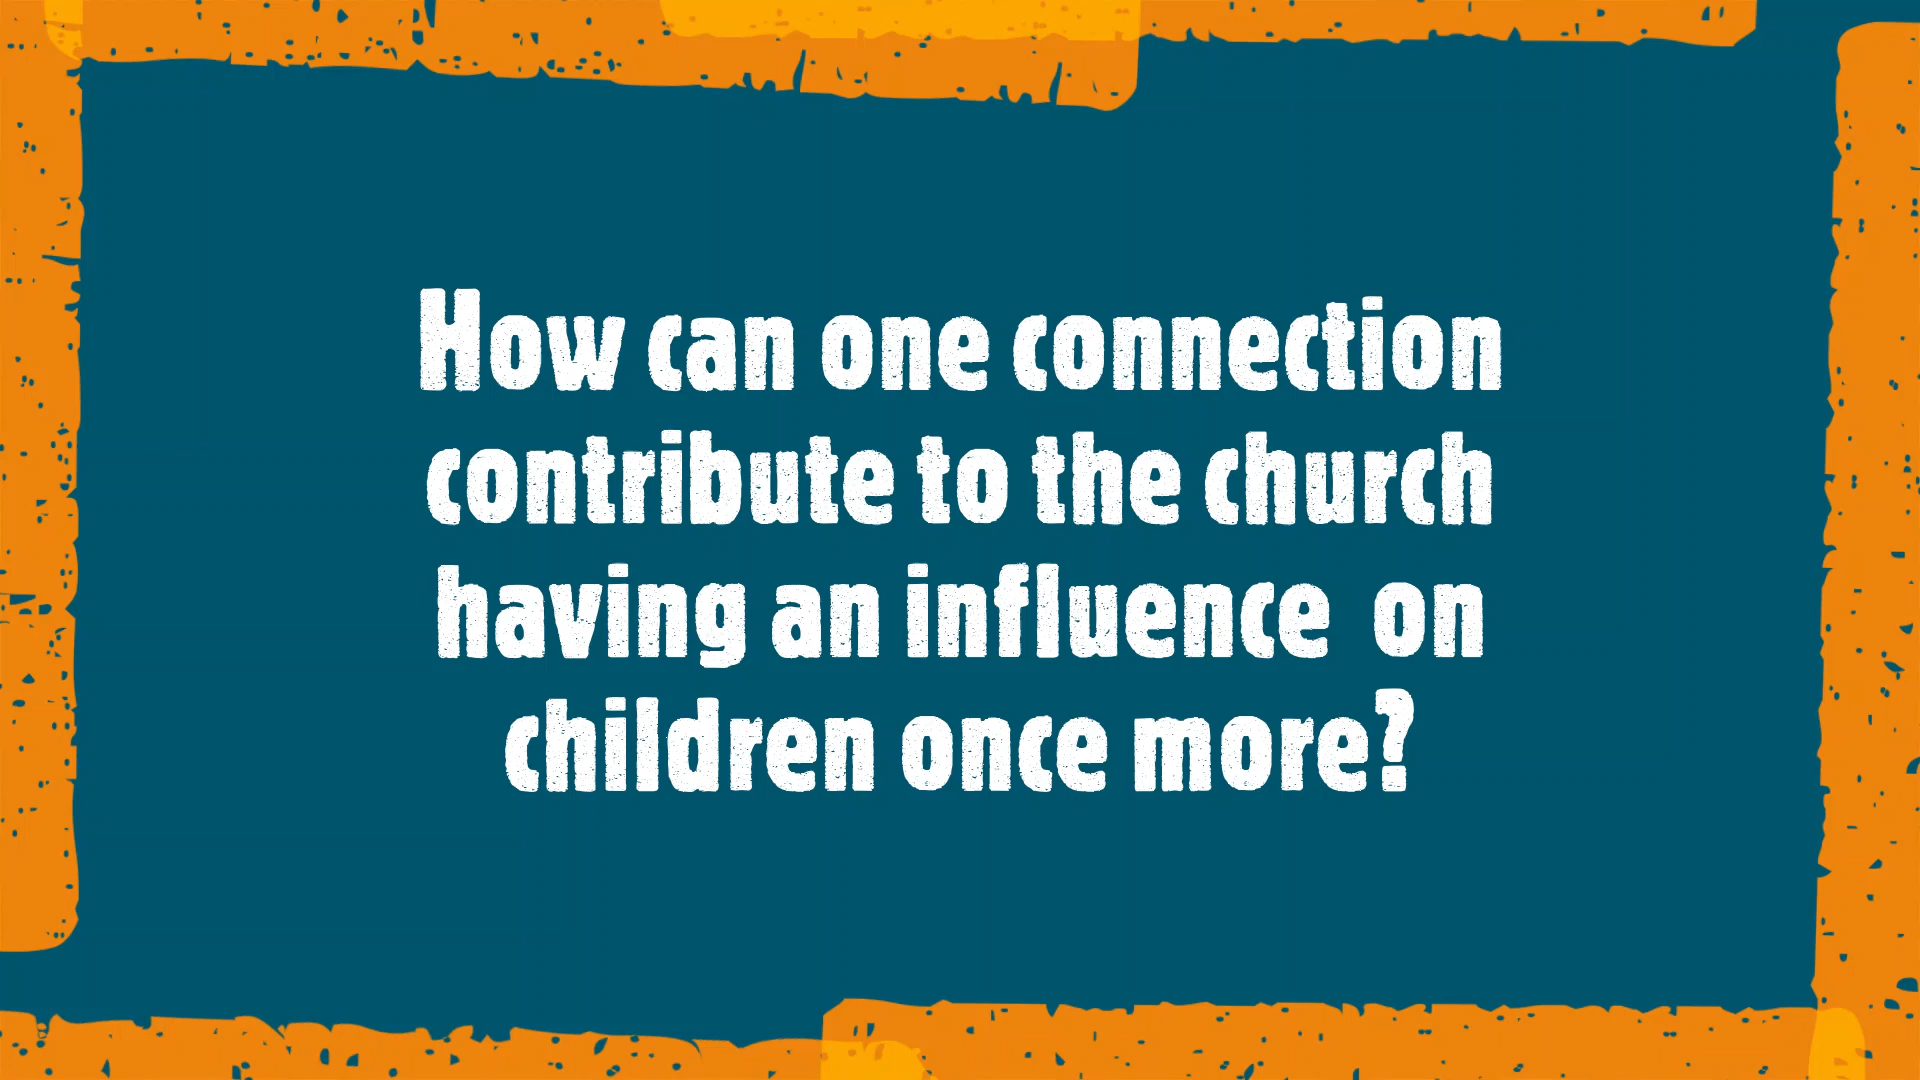 How can one connection
contribute to the church
having an influence  on
children once more?